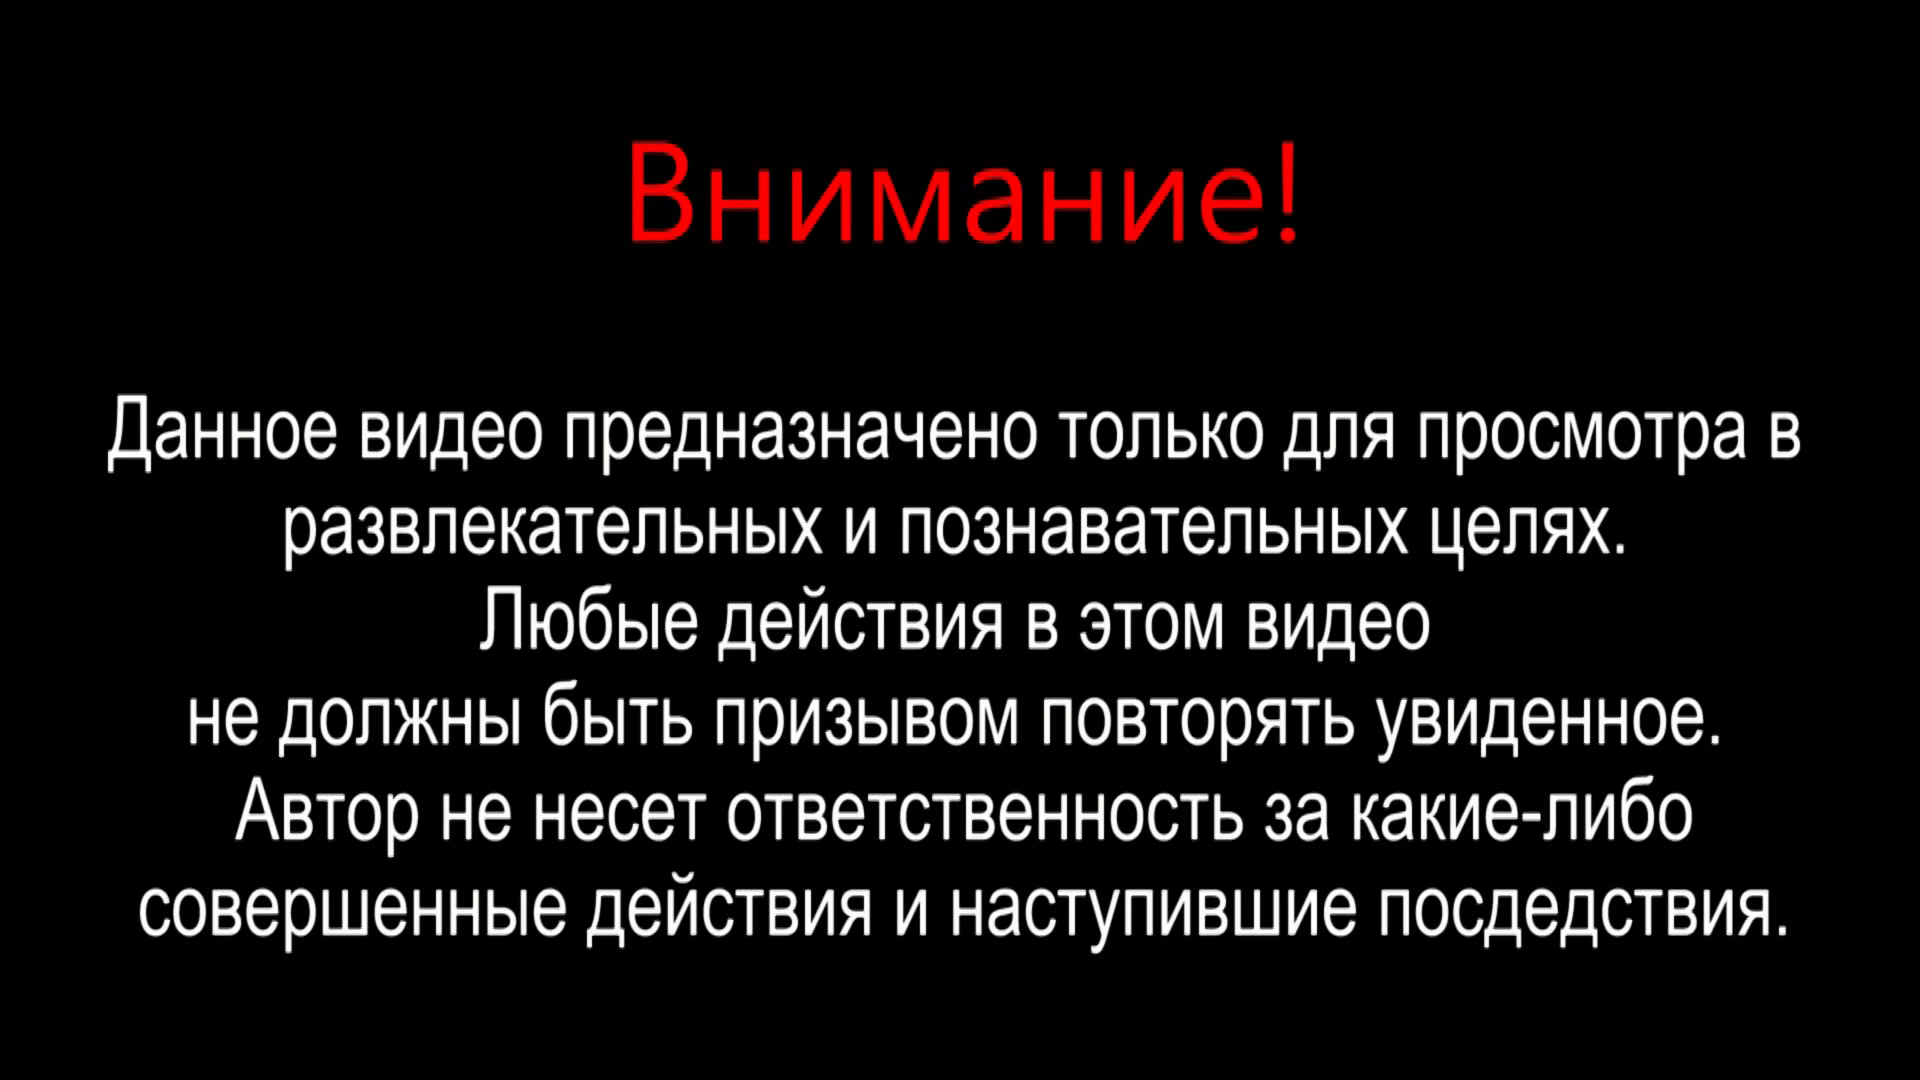 Внимание!
Данное видео предназначено только для просмотра в
развлекательных и познавательных целях.
Любые действия в этом видео
не должны быть призывом повторять увиденное.
Автор не несет ответственность за какие-либо
совершенные действия и наступившие посдедствия.